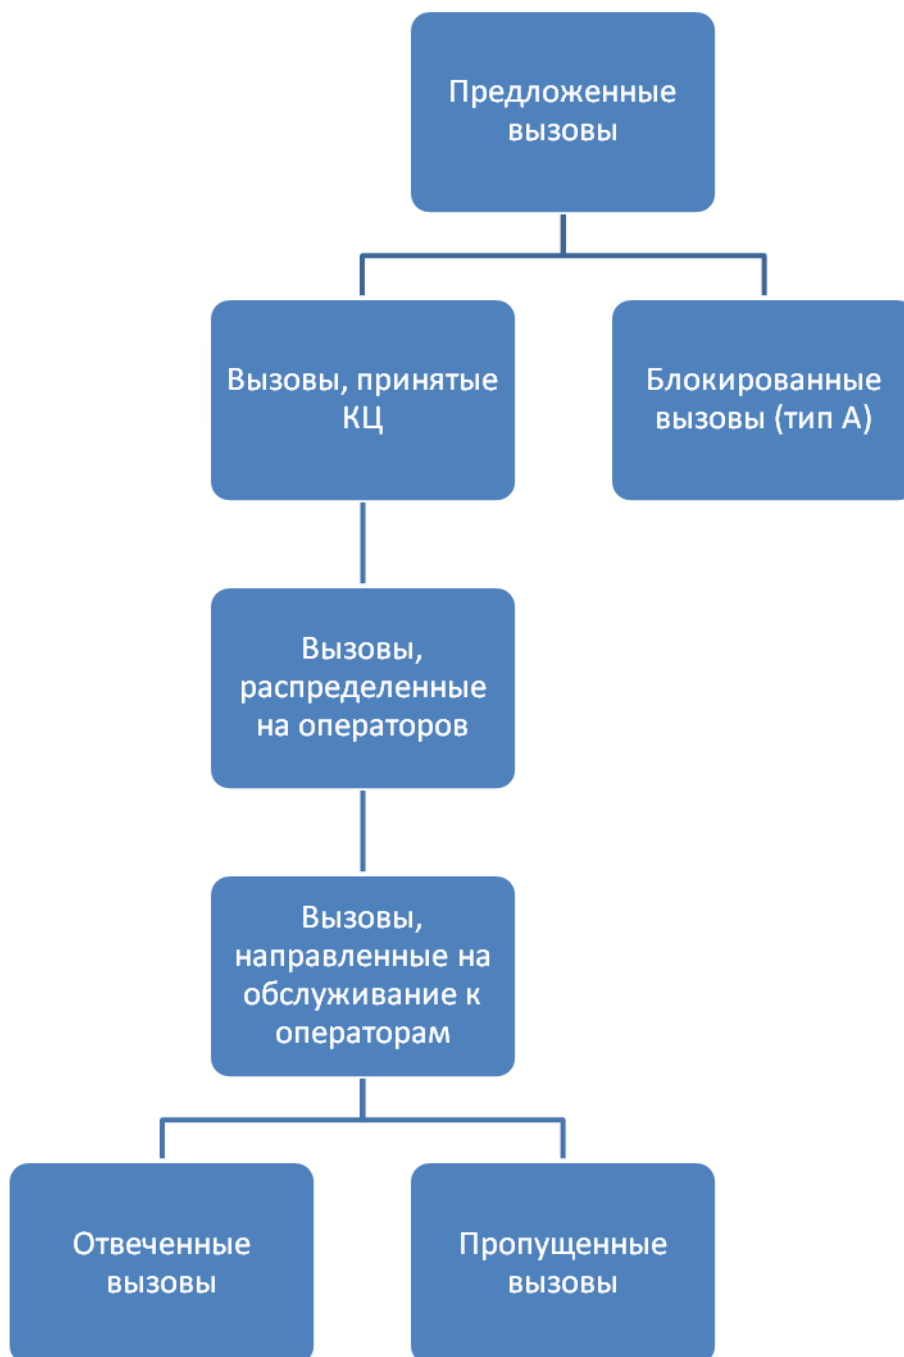 Предложенные
вызовы
Вызовы, принятые
КЦ
Блокированные
вызовы (тип А)
Вызовы,
распределенные
на операторов
Вызовы,
направленные на
обслуживание к
операторам
Отвеченные
вызовы
Пропущенные
вызовы